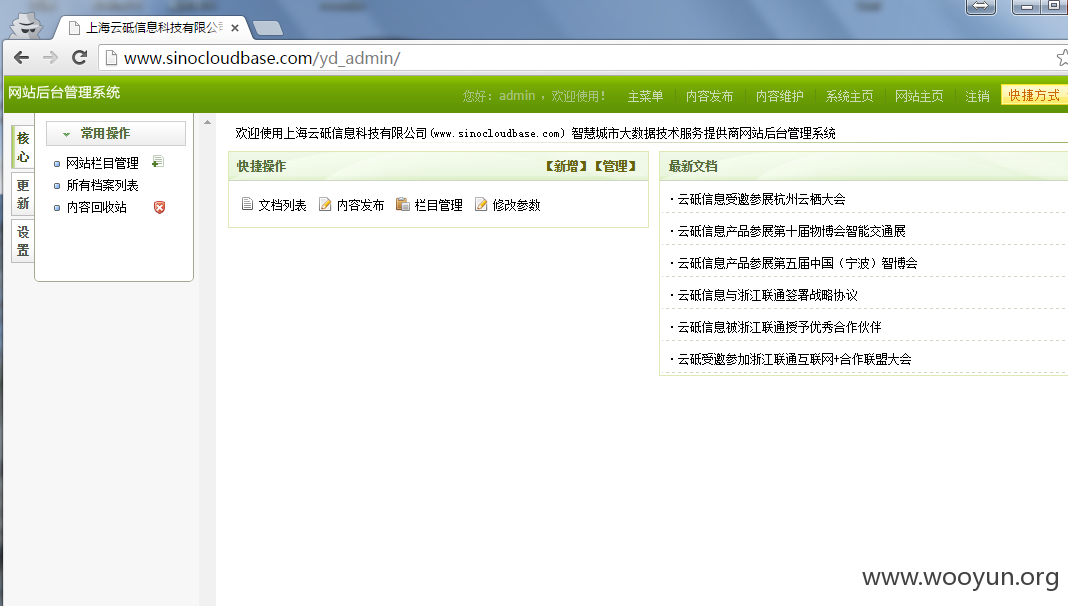 上海云砥信息科技有限公司
www.sinocloudbase.com/yd_admin/
网站后台管理系统
您好：admin ，欢迎使用！ 主菜单 内容发布 内容维护 系统主页 网站主页 注销 快捷方式
核心
更新
设置
常用操作
网站栏目管理
所有档案列表
内容回收站
欢迎使用上海云砥信息科技有限公司(www.sinocloudbase.com) 智慧城市大数据技术服务提供商网站后台管理系统
快捷操作 【新增】【管理】
文档列表 内容发布 栏目管理 修改参数
最新文档
· 云砥信息受邀参展杭州云栖大会
· 云砥信息产品参展第十届物博会智能交通展
· 云砥信息产品参展第五届中国（宁波）智博会
· 云砥信息与浙江联通签署战略协议
· 云砥信息被浙江联通授予优秀合作伙伴
· 云砥受邀参加浙江联通互联网+合作联盟大会
www.wooyun.org